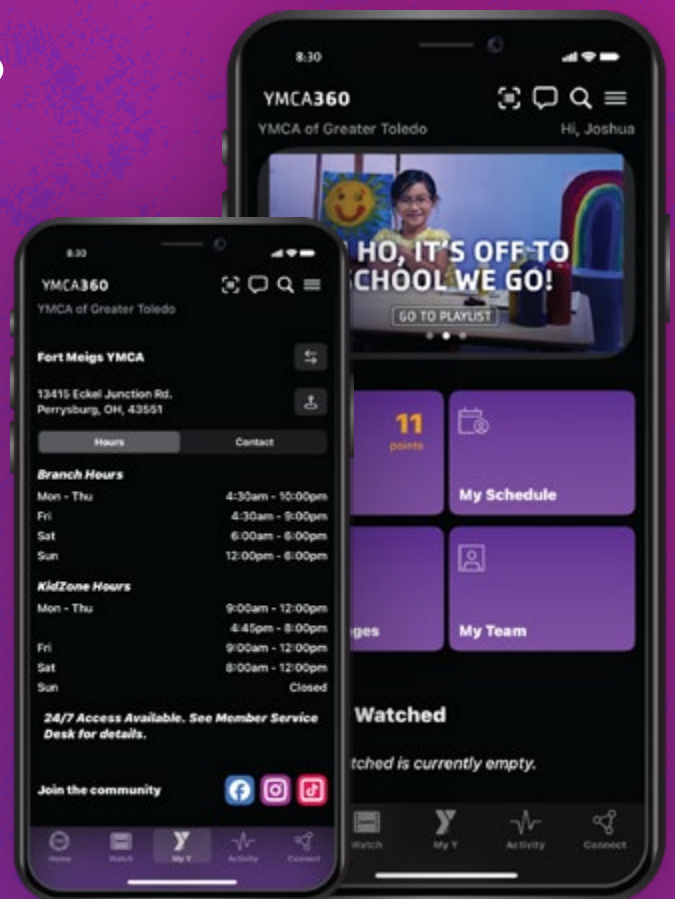 8:30
YMCA360
YMCA of Greater Toledo
Hi, Joshua
HO, IT'S OFF TO
SCHOOL WE GO!
GO TO PLAYLIST
11
points
My Schedule
My Team
Watched
is currently empty.
Watch
My Y
Activity
Connect
8:30
YMCA360
YMCA of Greater Toledo
Fort Meigs YMCA
13415 Eckel Junction Rd.
Perrysburg, OH, 43551
Hours Contact
Branch Hours
Mon - Thu 4:30am - 10:00pm
Fri 4:30am - 9:00pm
Sat 6:00am - 6:00pm
Sun 12:00pm - 6:00pm
KidZone Hours
Mon - Thu 9:00am - 12:00pm
4:45pm - 8:00pm
Fri 9:00am - 12:00pm
Sat 8:00am - 12:00pm
Sun Closed
24/7 Access Available. See Member Service
Desk for details.
Join the community
Home Watch My Y Activity Connect